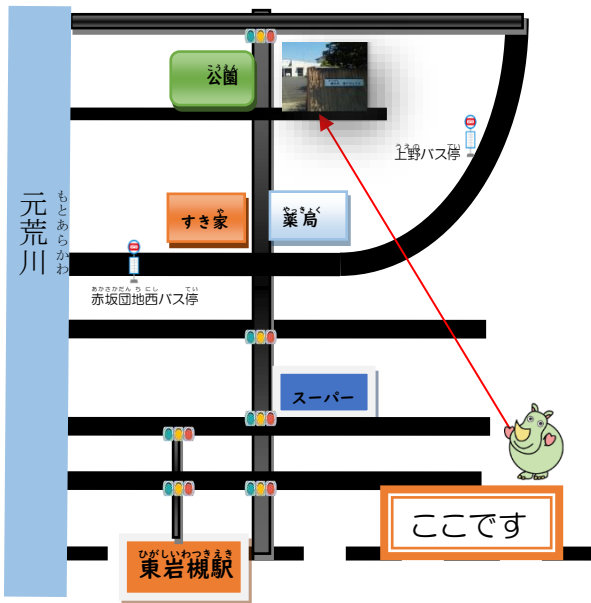 こうえん
公園
うえの てい
上野バス停
もとあらかわ
元荒川
や
すき家
やっきょく
薬局
あかさかだんちにし てい
赤坂団地西バス停
スーパー
ここです
ひがしいわつきえき
東岩槻駅